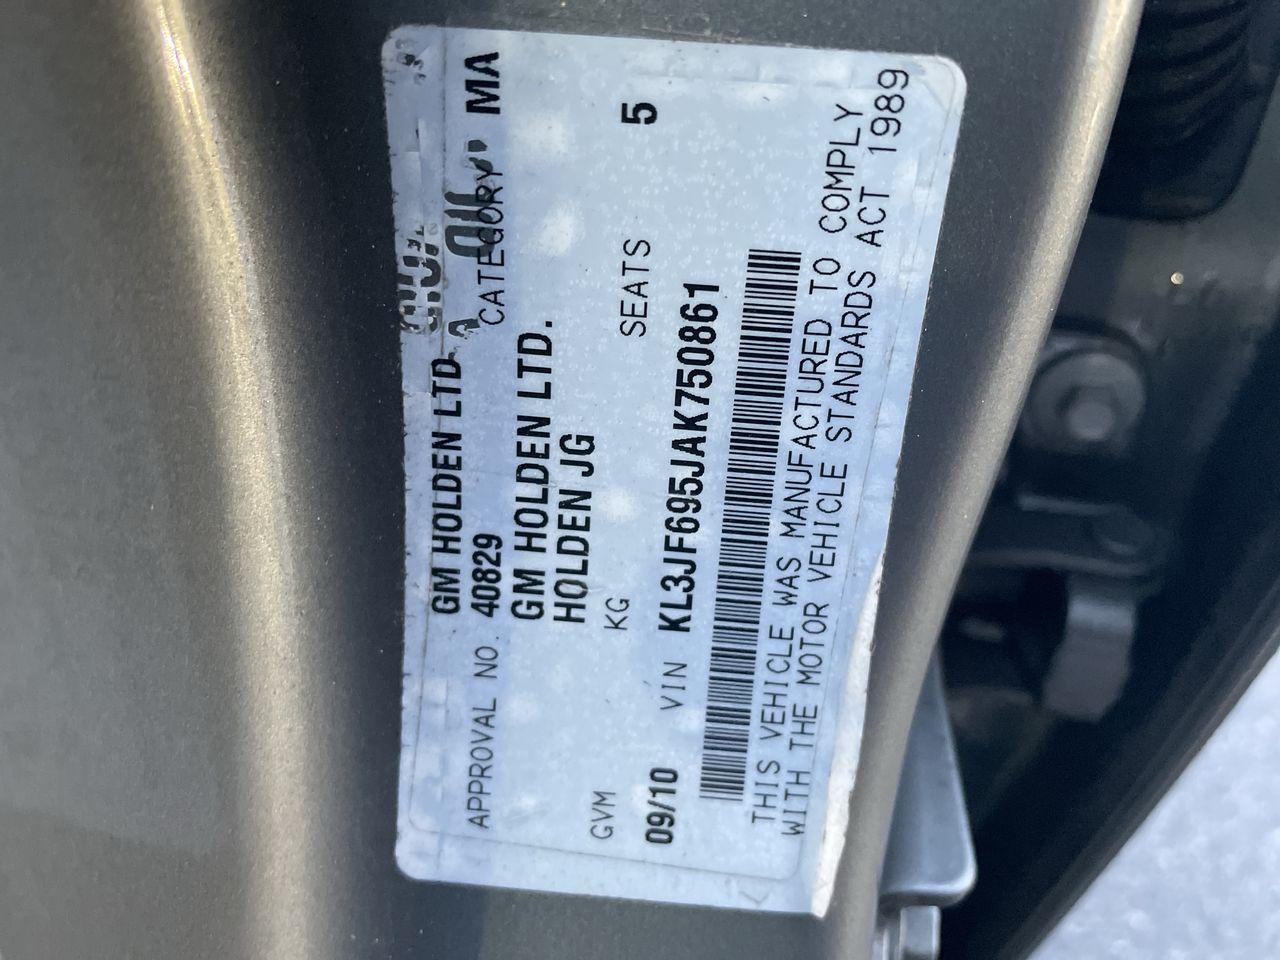 GM HOLDEN LTD
APPROVAL NO. 40829 CATEGORY MA
GM HOLDEN LTD.
HOLDEN JG
GVM KG SEATS 5
09/10 VIN KL3JF695JAK750861
THIS VEHICLE WAS MANUFACTURED TO COMPLY
WITH THE MOTOR VEHICLE STANDARDS ACT 1989